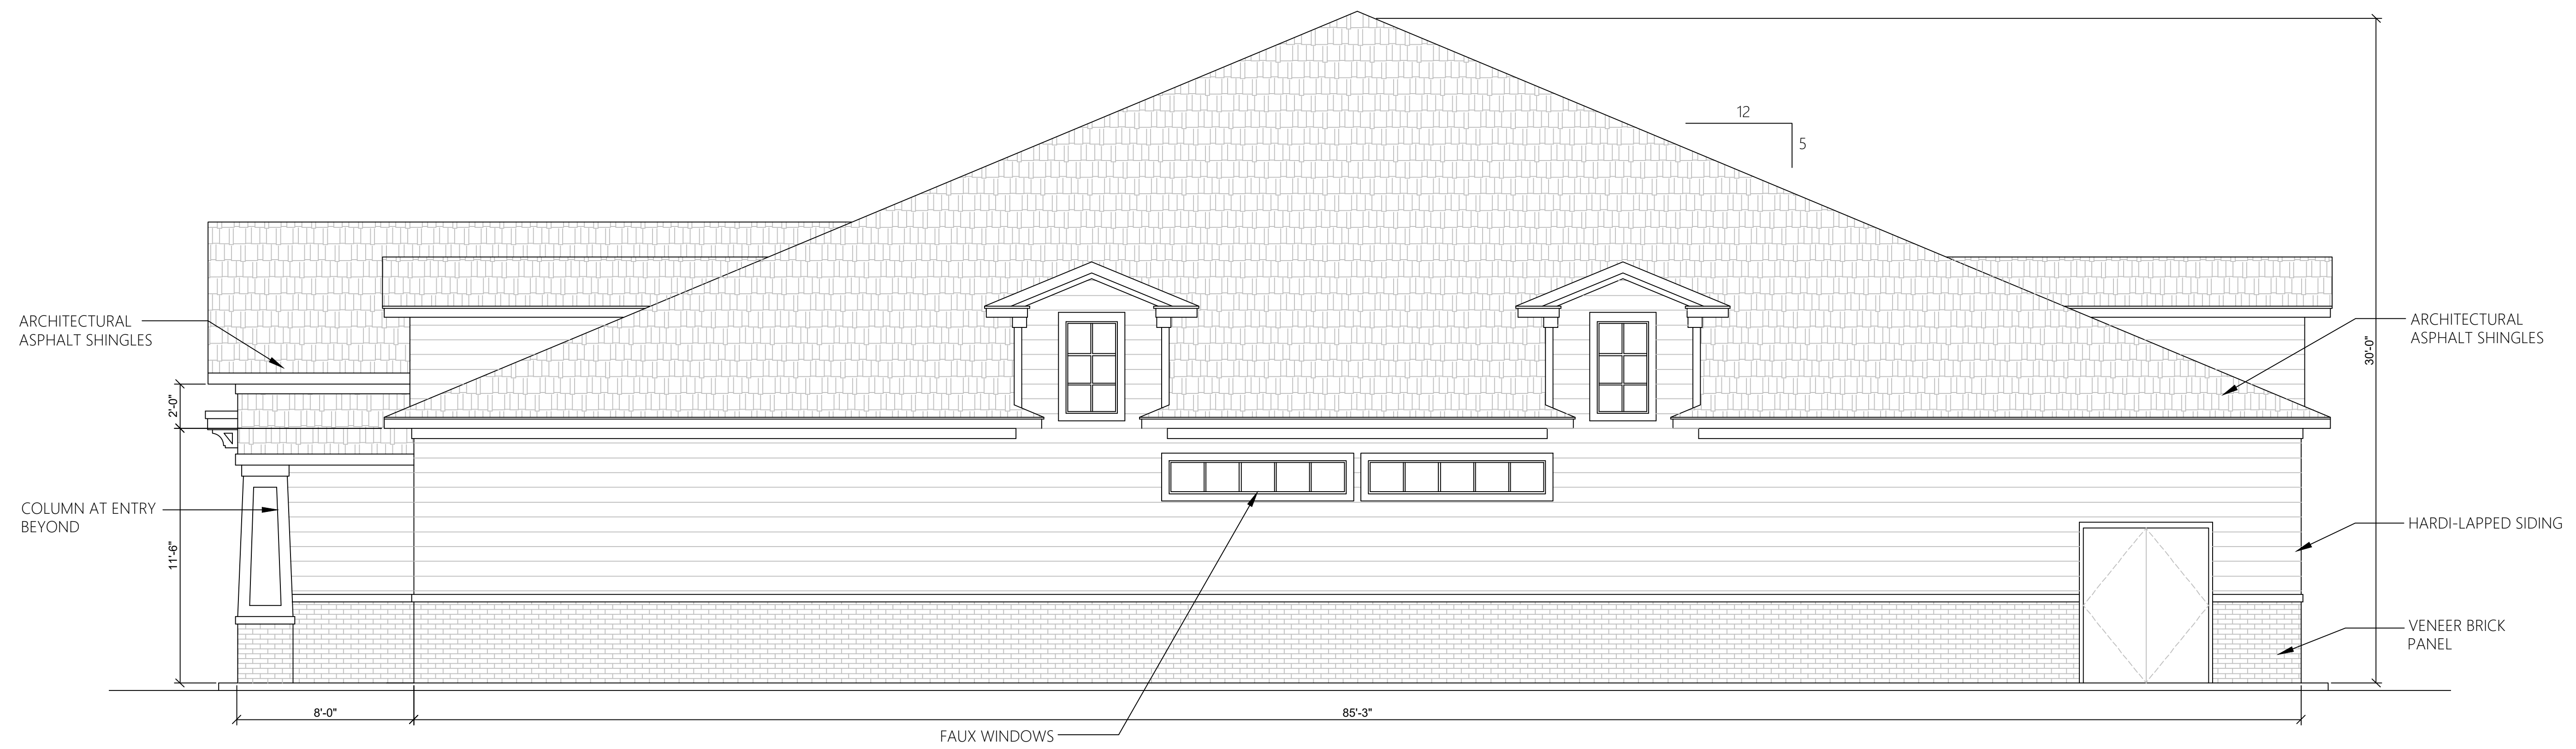 12
5
ARCHITECTURAL
ASPHALT SHINGLES
ARCHITECTURAL
ASPHALT SHINGLES
30'-0"
2'-0"
COLUMN AT ENTRY
BEYOND
HARDI-LAPPED SIDING
11'-6"
VENEER BRICK
PANEL
8'-0"
85'-3"
FAUX WINDOWS